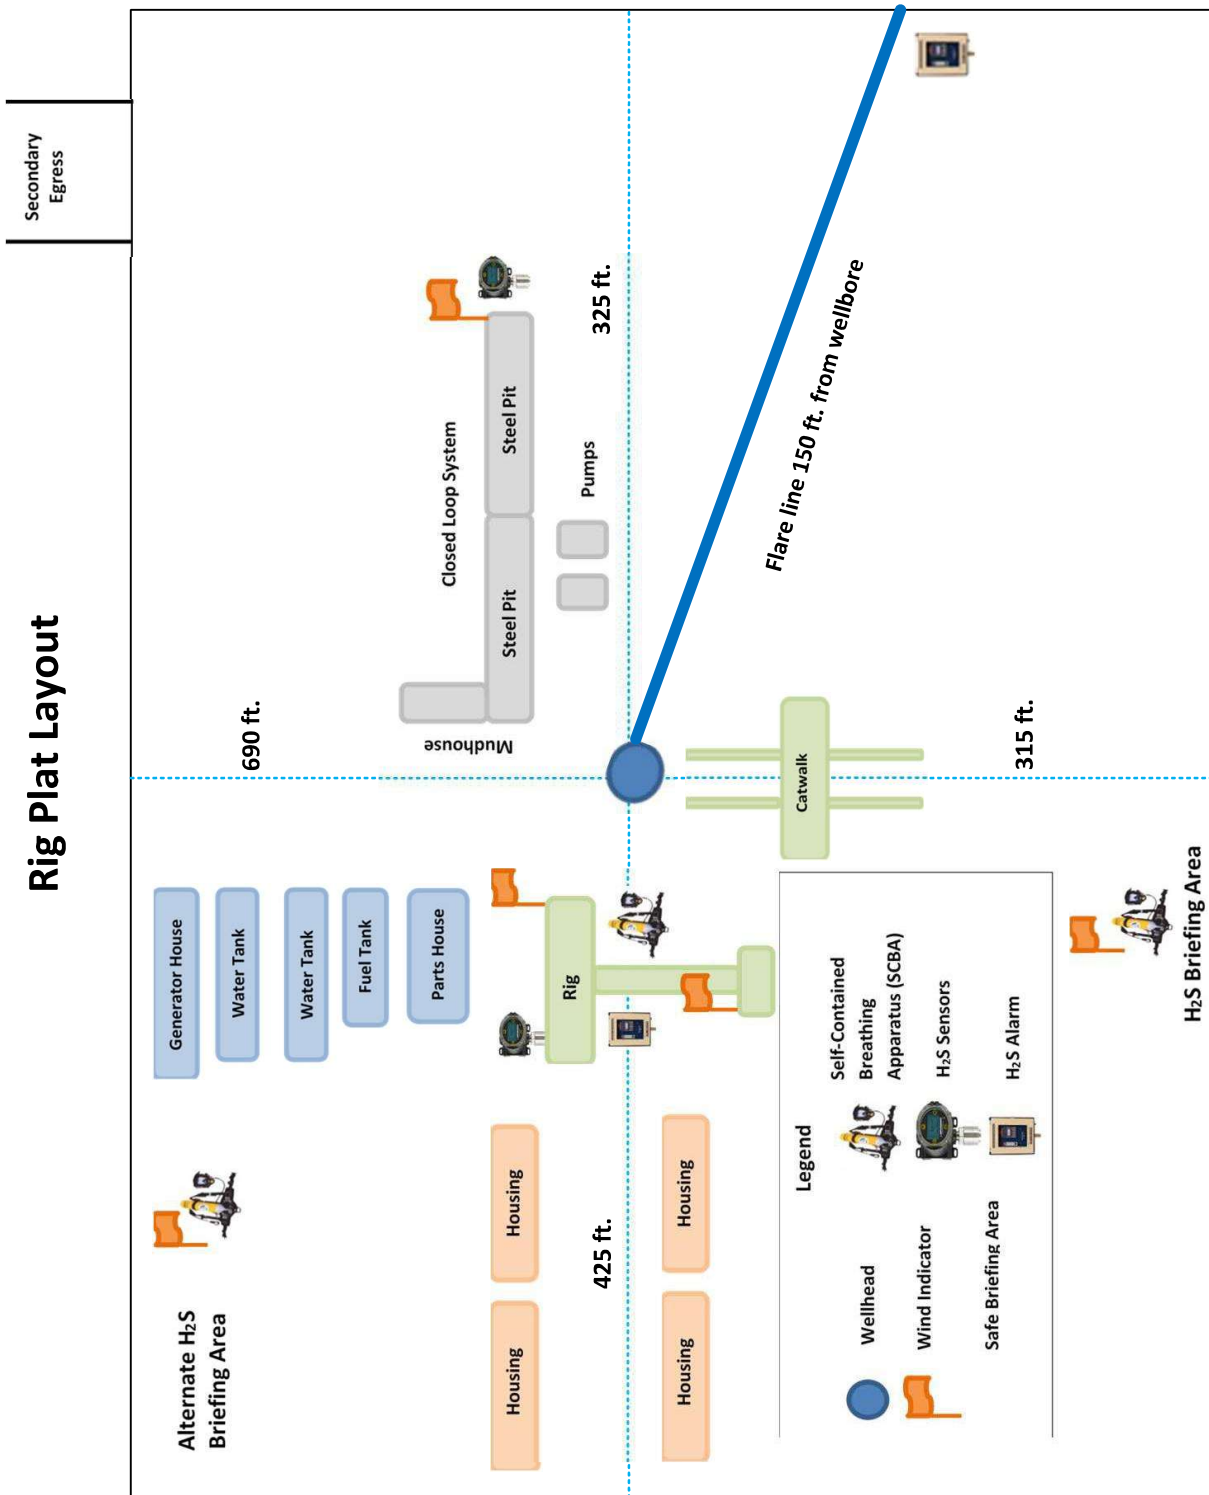 Rig Plat Layout
Secondary
Egress
690 ft.
325 ft.
425 ft.
315 ft.
Closed Loop System
Steel Pit
Steel Pit
Mudhouse
Pumps
Flare line 150 ft. from wellbore
Generator House
Water Tank
Water Tank
Fuel Tank
Parts House
Rig
Catwalk
Housing
Housing
Housing
Housing
Alternate H₂S
Briefing Area
H₂S Briefing Area
Legend
Wellhead
Wind Indicator
Safe Briefing Area
Self-Contained
Breathing
Apparatus (SCBA)
H₂S Sensors
H₂S Alarm